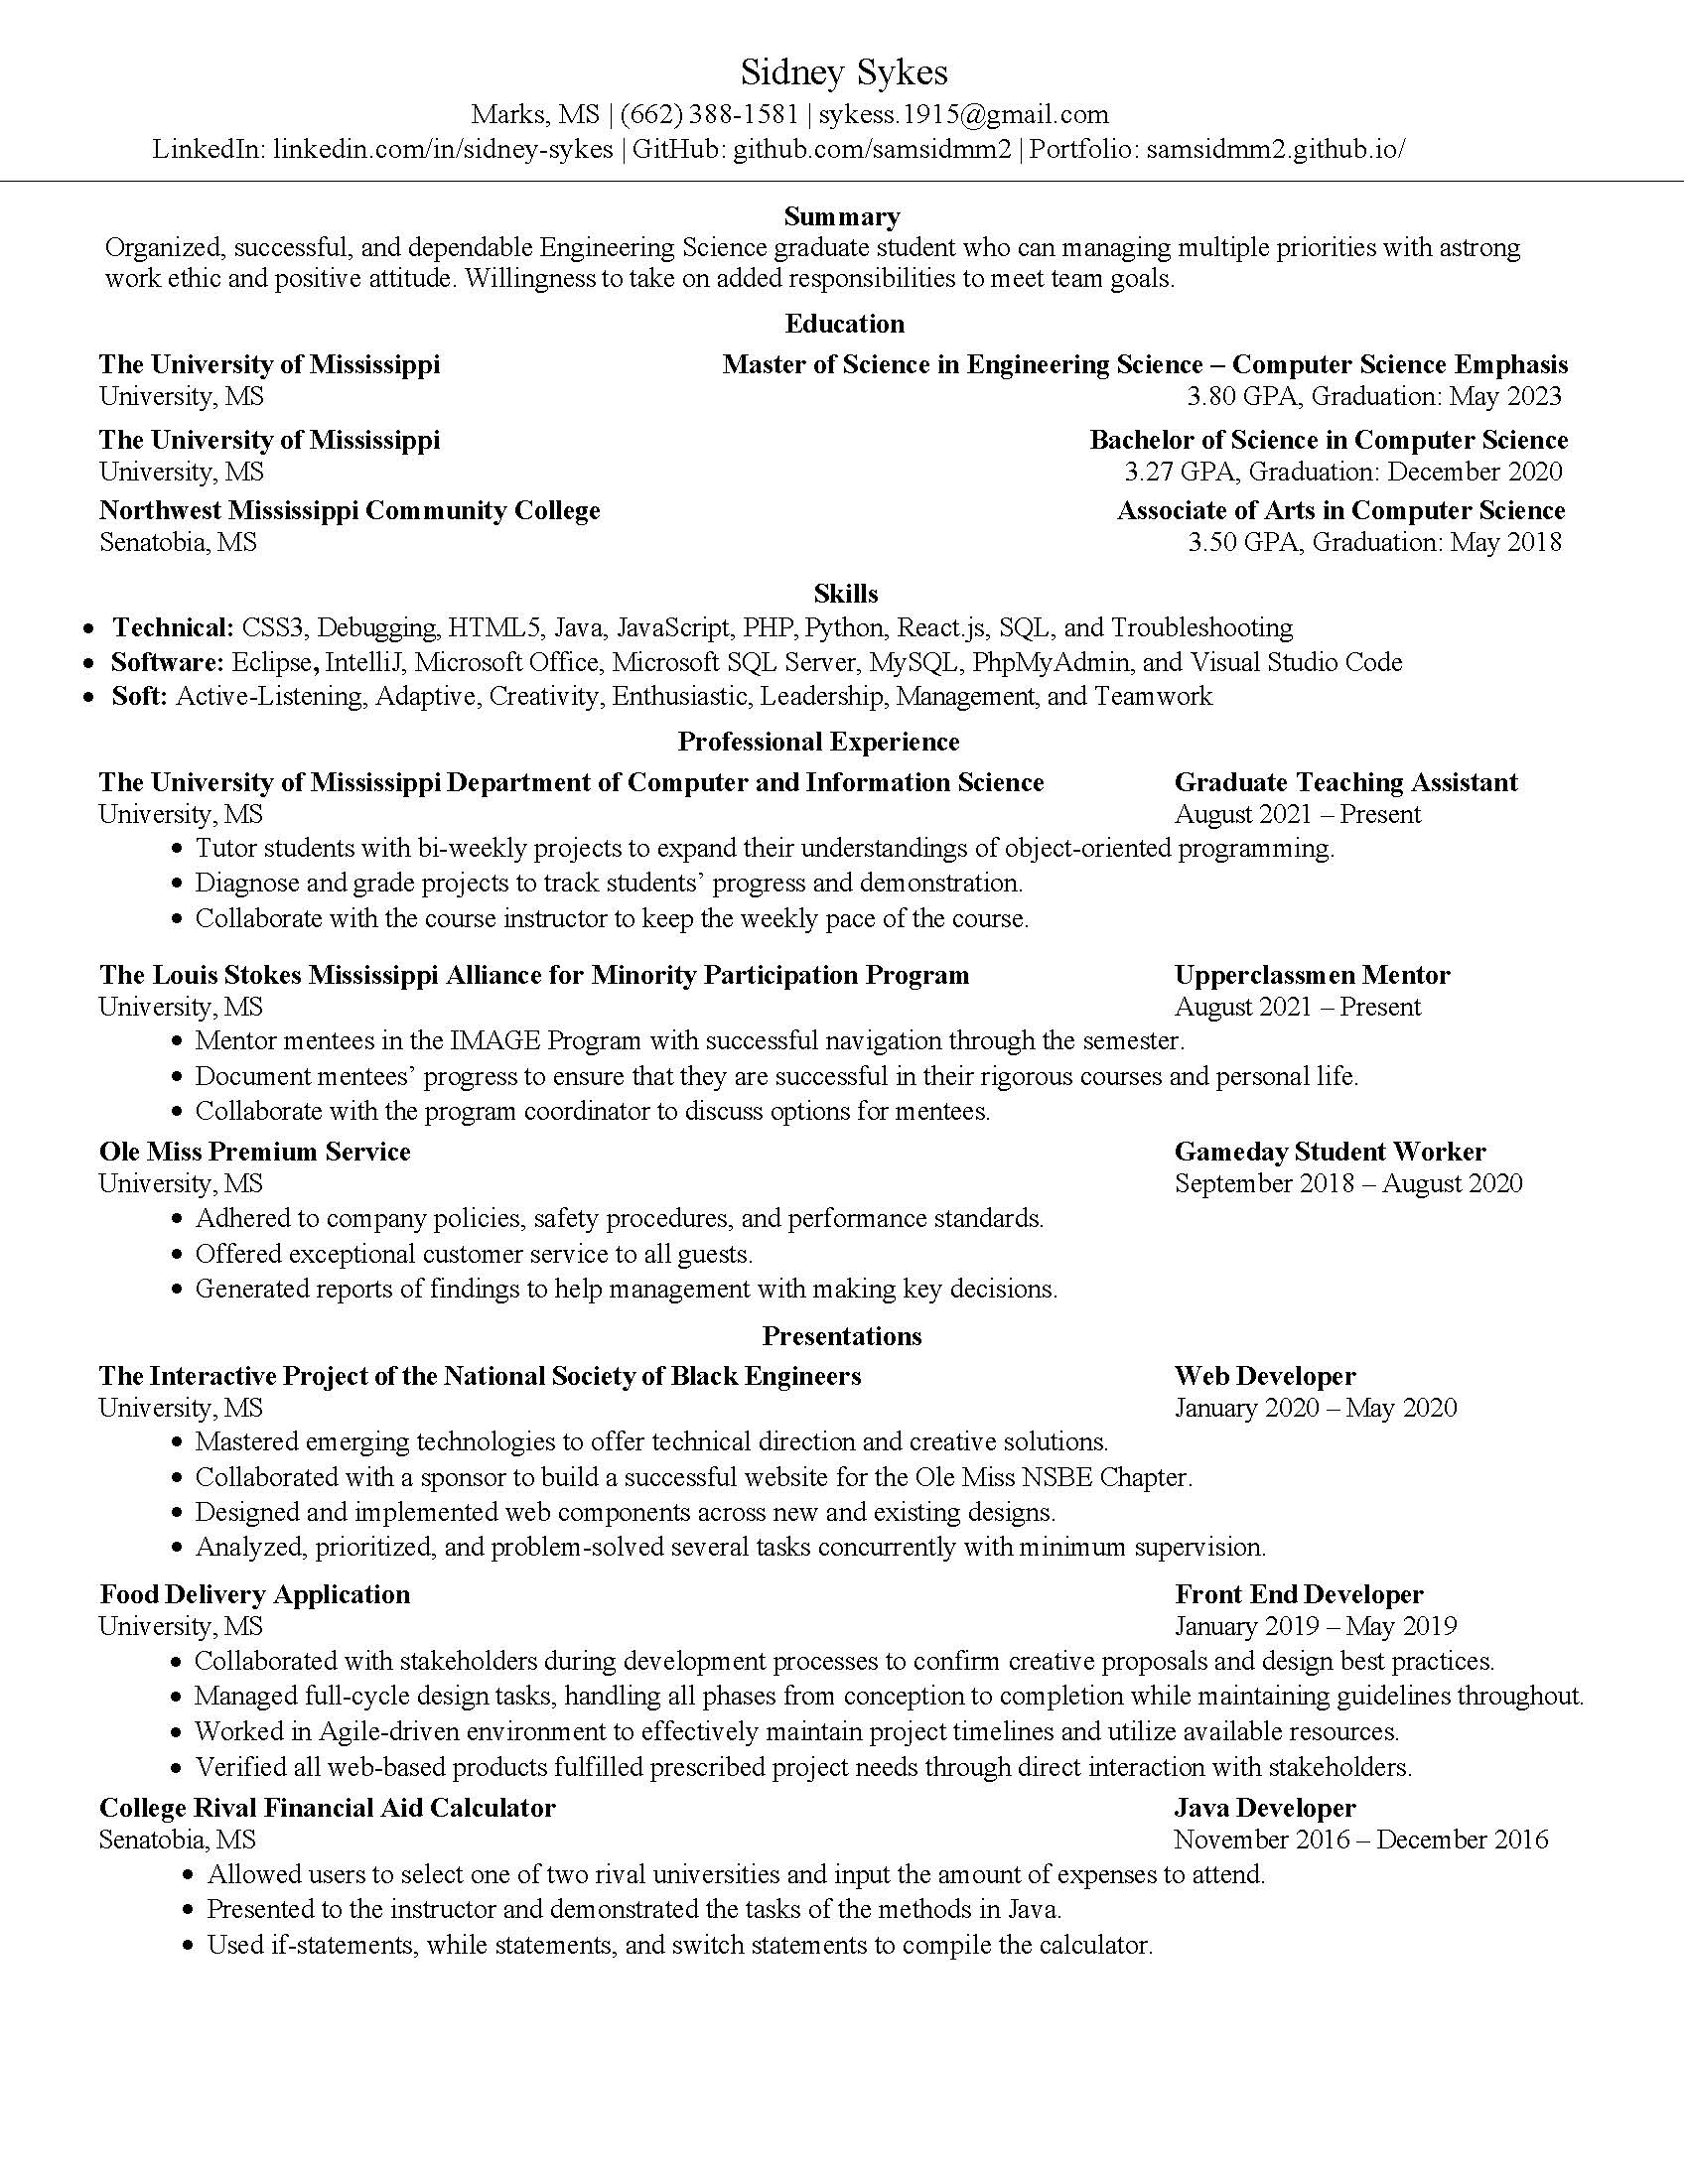 Sidney Sykes
Marks, MS | (662) 388-1581 | sykess.1915@gmail.com
LinkedIn: linkedin.com/in/sidney-sykes | GitHub: github.com/samsidmm2 | Portfolio: samsidmm2.github.io/
Summary
Organized, successful, and dependable Engineering Science graduate student who can managing multiple priorities with astrong
work ethic and positive attitude. Willingness to take on added responsibilities to meet team goals.
Education
The University of Mississippi Master of Science in Engineering Science – Computer Science Emphasis
University, MS 3.80 GPA, Graduation: May 2023
The University of Mississippi Bachelor of Science in Computer Science
University, MS 3.27 GPA, Graduation: December 2020
Northwest Mississippi Community College Associate of Arts in Computer Science
Senatobia, MS 3.50 GPA, Graduation: May 2018
Skills
• Technical: CSS3, Debugging, HTML5, Java, JavaScript, PHP, Python, React.js, SQL, and Troubleshooting
• Software: Eclipse, IntelliJ, Microsoft Office, Microsoft SQL Server, MySQL, PhpMyAdmin, and Visual Studio Code
• Soft: Active-Listening, Adaptive, Creativity, Enthusiastic, Leadership, Management, and Teamwork
Professional Experience
The University of Mississippi Department of Computer and Information Science Graduate Teaching Assistant
University, MS August 2021 – Present
• Tutor students with bi-weekly projects to expand their understandings of object-oriented programming.
• Diagnose and grade projects to track students’ progress and demonstration.
• Collaborate with the course instructor to keep the weekly pace of the course.
The Louis Stokes Mississippi Alliance for Minority Participation Program Upperclassmen Mentor
University, MS August 2021 – Present
• Mentor mentees in the IMAGE Program with successful navigation through the semester.
• Document mentees’ progress to ensure that they are successful in their rigorous courses and personal life.
• Collaborate with the program coordinator to discuss options for mentees.
Ole Miss Premium Service Gameday Student Worker
University, MS September 2018 – August 2020
• Adhered to company policies, safety procedures, and performance standards.
• Offered exceptional customer service to all guests.
• Generated reports of findings to help management with making key decisions.
Presentations
The Interactive Project of the National Society of Black Engineers Web Developer
University, MS January 2020 – May 2020
• Mastered emerging technologies to offer technical direction and creative solutions.
• Collaborated with a sponsor to build a successful website for the Ole Miss NSBE Chapter.
• Designed and implemented web components across new and existing designs.
• Analyzed, prioritized, and problem-solved several tasks concurrently with minimum supervision.
Food Delivery Application Front End Developer
University, MS January 2019 – May 2019
• Collaborated with stakeholders during development processes to confirm creative proposals and design best practices.
• Managed full-cycle design tasks, handling all phases from conception to completion while maintaining guidelines throughout.
• Worked in Agile-driven environment to effectively maintain project timelines and utilize available resources.
• Verified all web-based products fulfilled prescribed project needs through direct interaction with stakeholders.
College Rival Financial Aid Calculator Java Developer
Senatobia, MS November 2016 – December 2016
• Allowed users to select one of two rival universities and input the amount of expenses to attend.
• Presented to the instructor and demonstrated the tasks of the methods in Java.
• Used if-statements, while statements, and switch statements to compile the calculator.